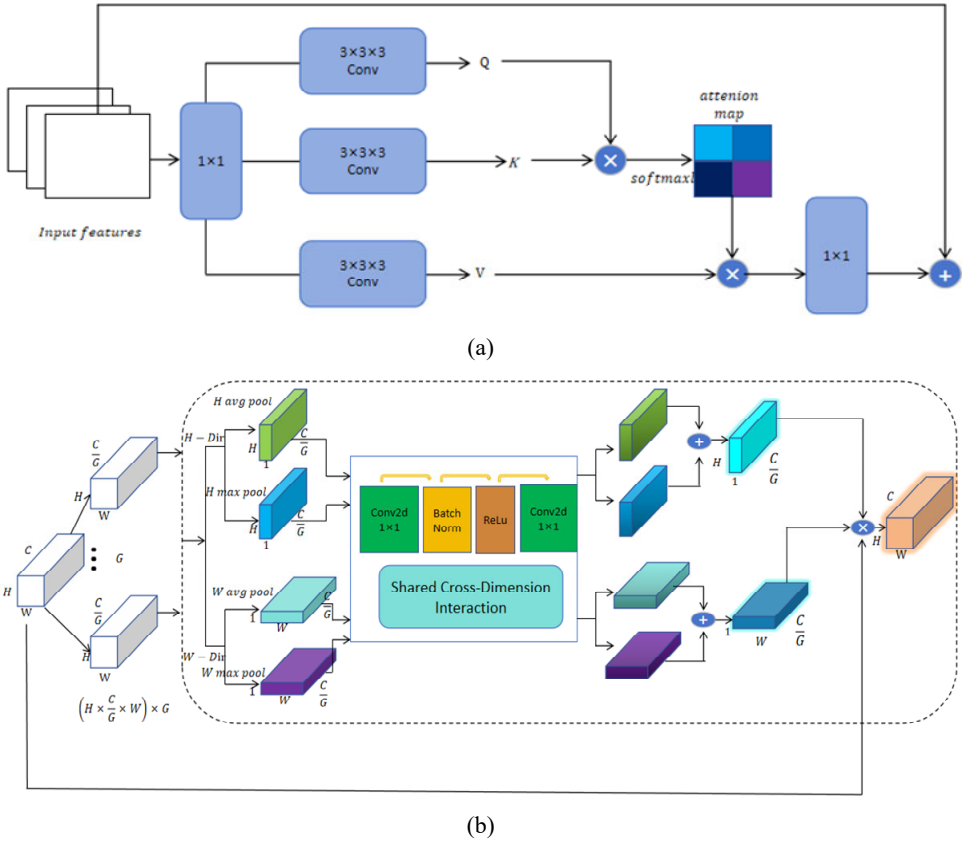 3×3×3
Conv
Q
1×1
3×3×3
Conv
K
attenion
map
softmaxl
Input features
3×3×3
Conv
V
1×1
(a)
H avg pool
H − Dir
H
1
C
G
H max pool
H
1
C
G
C
G
H
W
C
H
W
G
C
G
H
W
(H × C/G × W) × G
W avg pool
1
W
C
G
W − Dir
W max pool
1
W
C
G
Conv2d
1×1
Batch
Norm
ReLu
Conv2d
1×1
Shared Cross-Dimension
Interaction
H
1
C
G
1
W
C
G
C
H
W
(b)